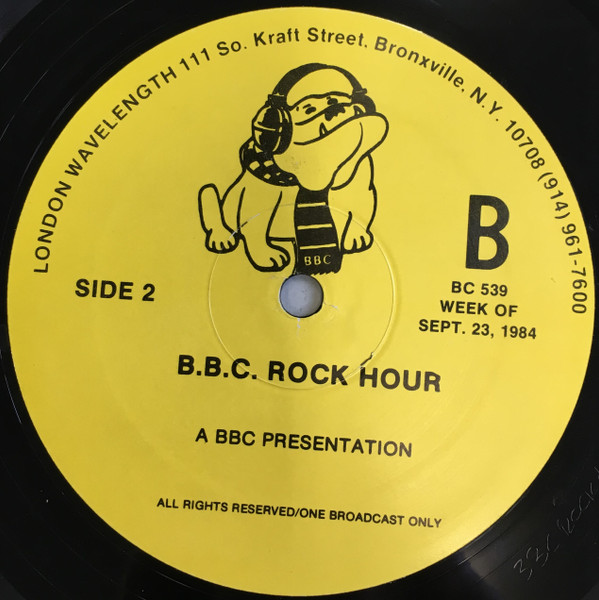 LONDON WAVELENGTH 111 So. Kraft Street, Bronxville, N.Y. 10708 (914) 961-7600
BBC
B
SIDE 2
BC 539
WEEK OF
SEPT. 23, 1984
B.B.C. ROCK HOUR
A BBC PRESENTATION
ALL RIGHTS RESERVED/ONE BROADCAST ONLY